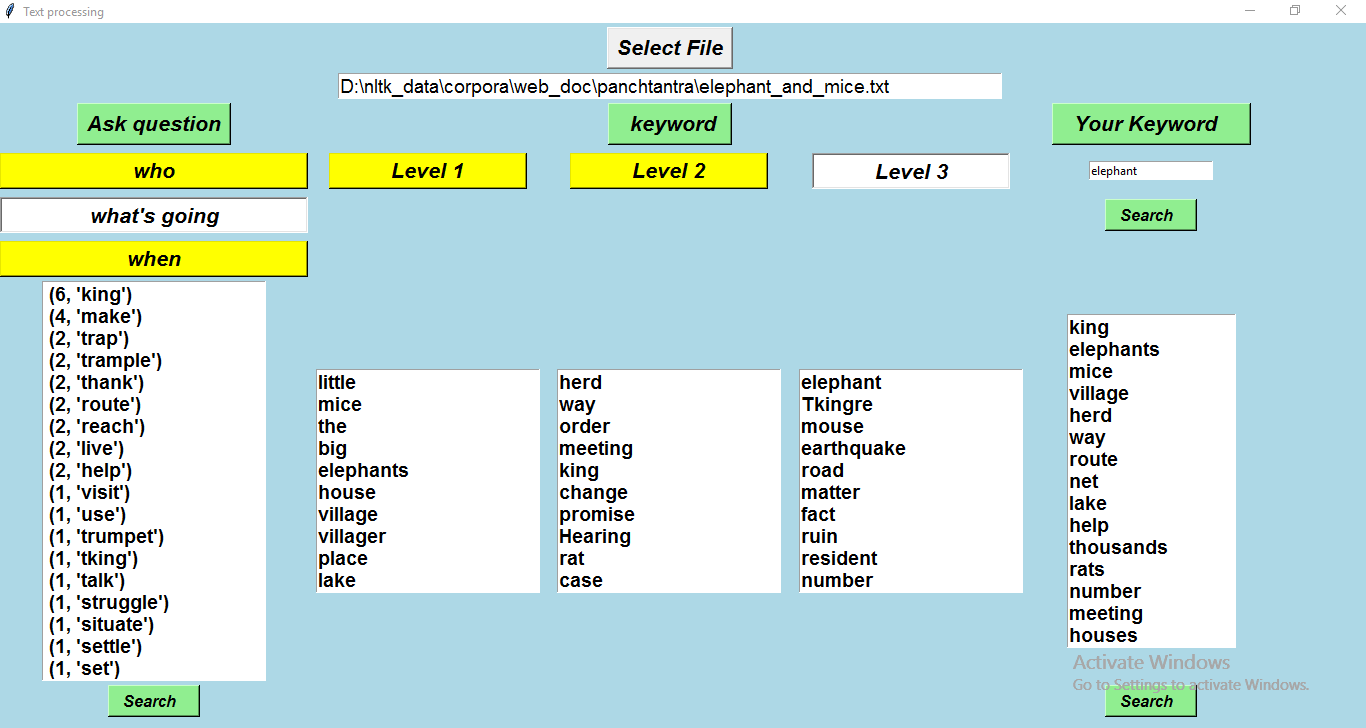 Text processing
Select File
D:\nltk_data\corpora\web_doc\panchtantra\elephant_and_mice.txt
Ask question
keyword
Your Keyword
who
Level 1
Level 2
Level 3
elephant
what's going
Search
when
(6, 'king')
(4, 'make')
(2, 'trap')
(2, 'trample')
(2, 'thank')
(2, 'route')
(2, 'reach')
(2, 'live')
(2, 'help')
(1, 'visit')
(1, 'use')
(1, 'trumpet')
(1, 'tking')
(1, 'talk')
(1, 'struggle')
(1, 'situate')
(1, 'settle')
(1, 'set')
Search
little
mice
the
big
elephants
house
village
villager
place
lake
herd
way
order
meeting
king
change
promise
Hearing
rat
case
elephant
Tkingre
mouse
earthquake
road
matter
fact
ruin
resident
number
king
elephants
mice
village
herd
way
route
net
lake
help
thousands
rats
number
meeting
houses
Activate Windows
Go to Settings to activate Windows.
Search